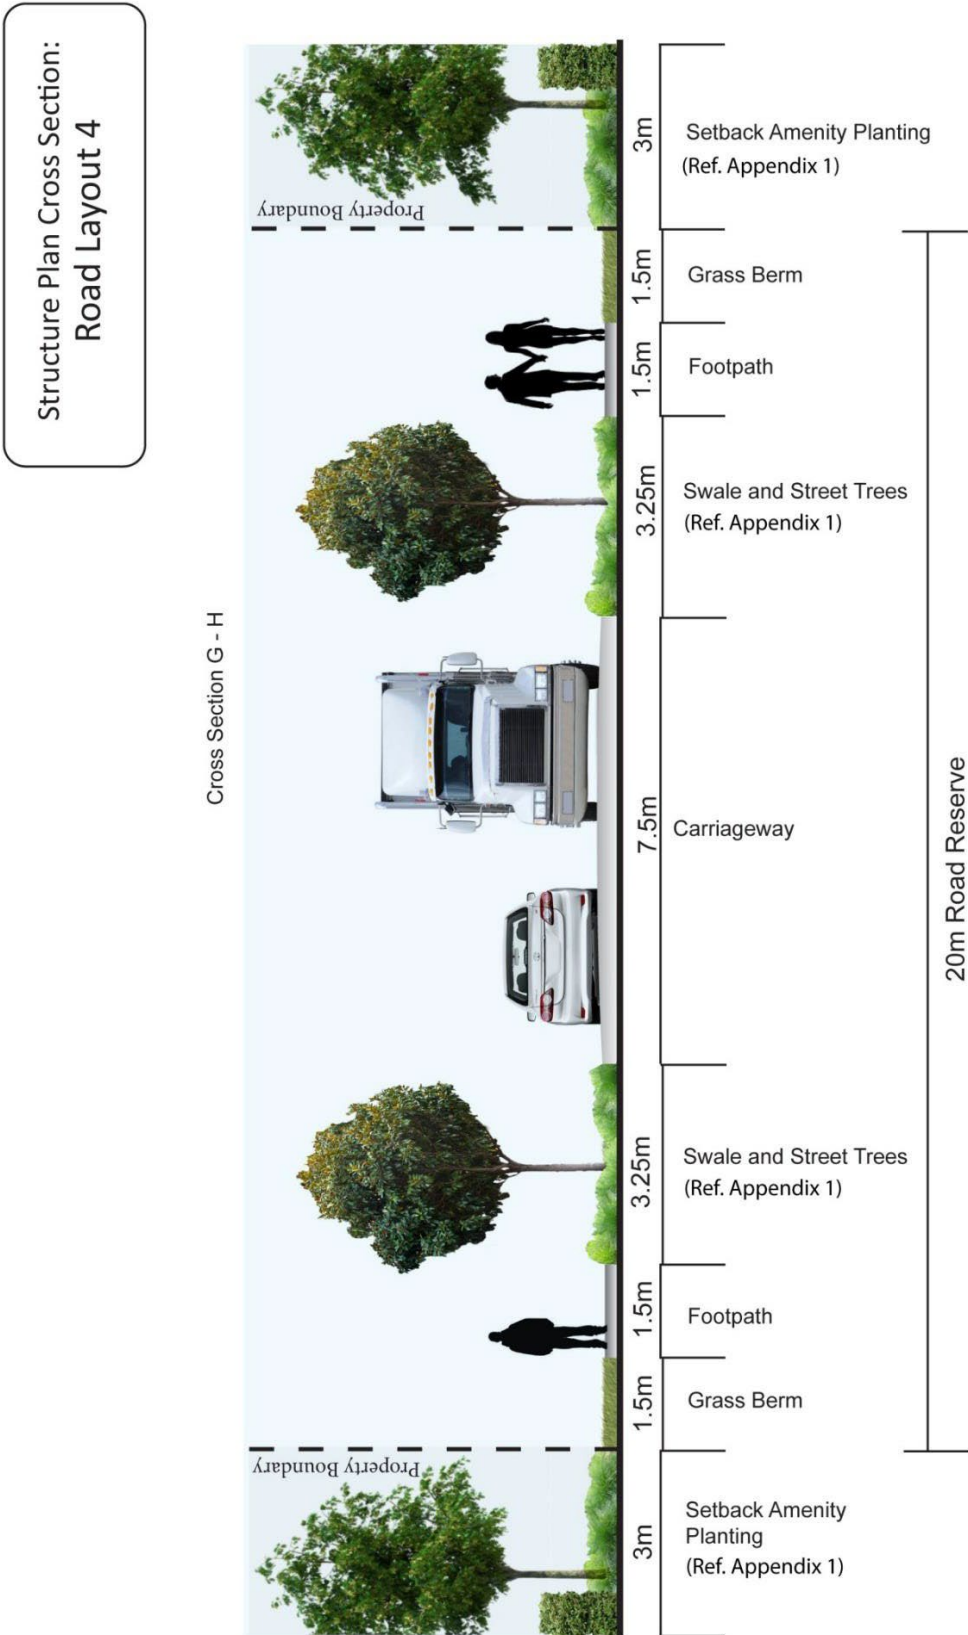 Structure Plan Cross Section:
Road Layout 4
Cross Section G - H
Property Boundary
Property Boundary
3m
Setback Amenity Planting
(Ref. Appendix 1)
1.5m
Grass Berm
1.5m
Footpath
3.25m
Swale and Street Trees
(Ref. Appendix 1)
7.5m
Carriageway
3.25m
Swale and Street Trees
(Ref. Appendix 1)
1.5m
Footpath
1.5m
Grass Berm
3m
Setback Amenity
Planting
(Ref. Appendix 1)
20m Road Reserve